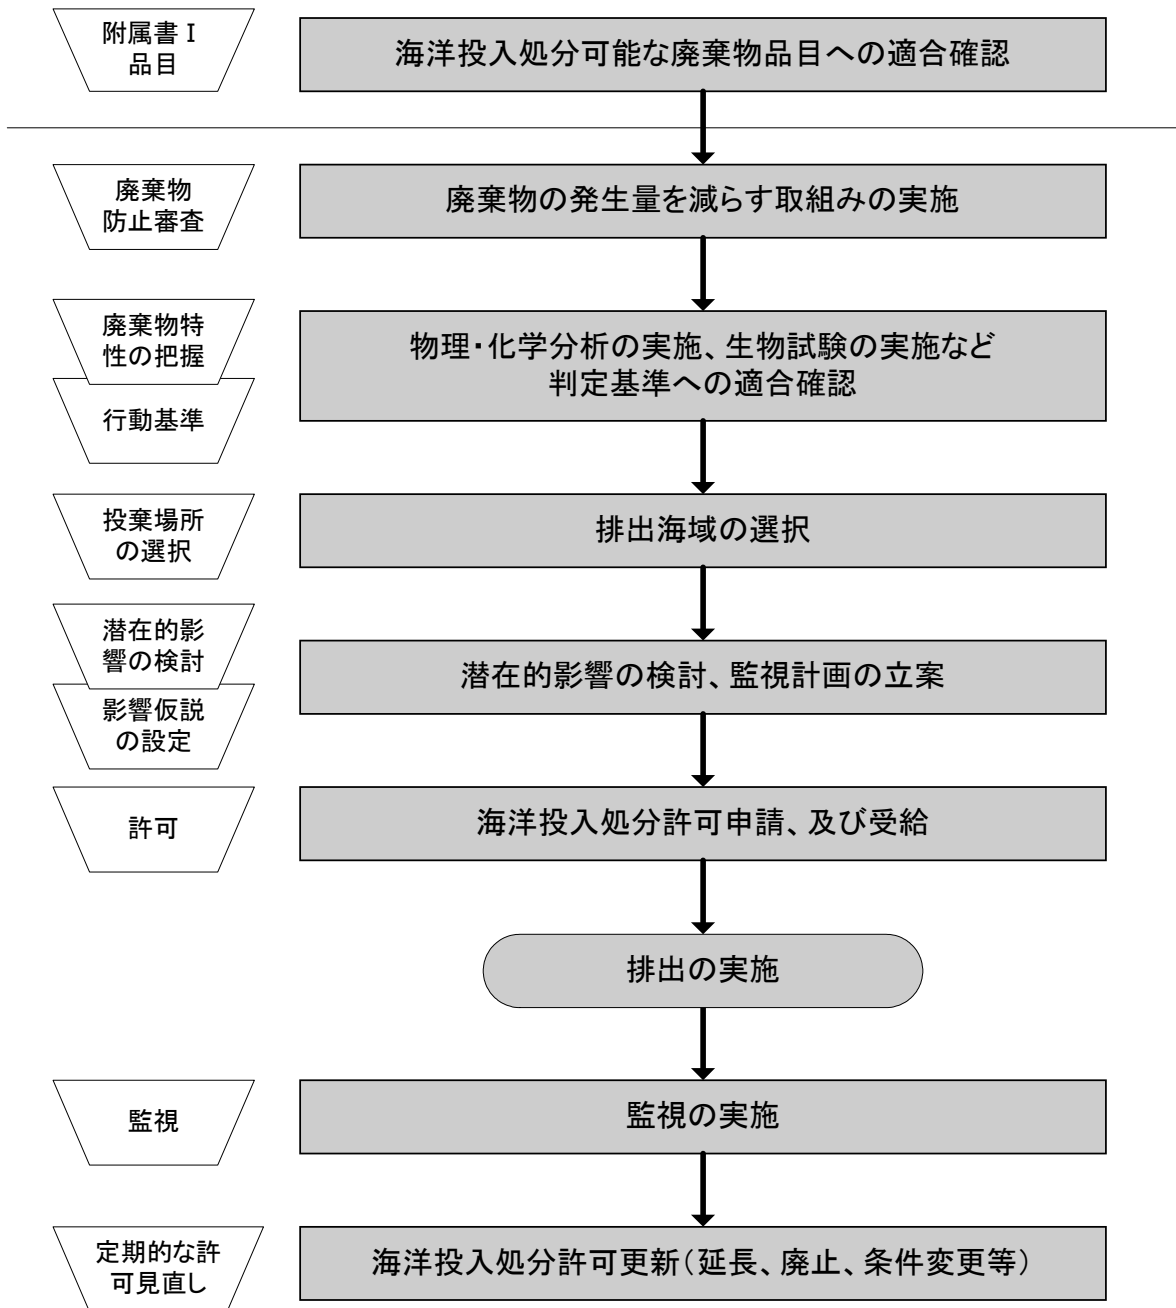 附属書Ⅰ
品目
海洋投入処分可能な廃棄物品目への適合確認
廃棄物
防止審査
廃棄物の発生量を減らす取組みの実施
廃棄物特
性の把握
行動基準
物理・化学分析の実施、生物試験の実施など
判定基準への適合確認
投棄場所
の選択
排出海域の選択
潜在的影
響の検討
影響仮説
の設定
潜在的影響の検討、監視計画の立案
許可
海洋投入処分許可申請、及び受給
排出の実施
監視
監視の実施
定期的な許
可見直し
海洋投入処分許可更新(延長、廃止、条件変更等)